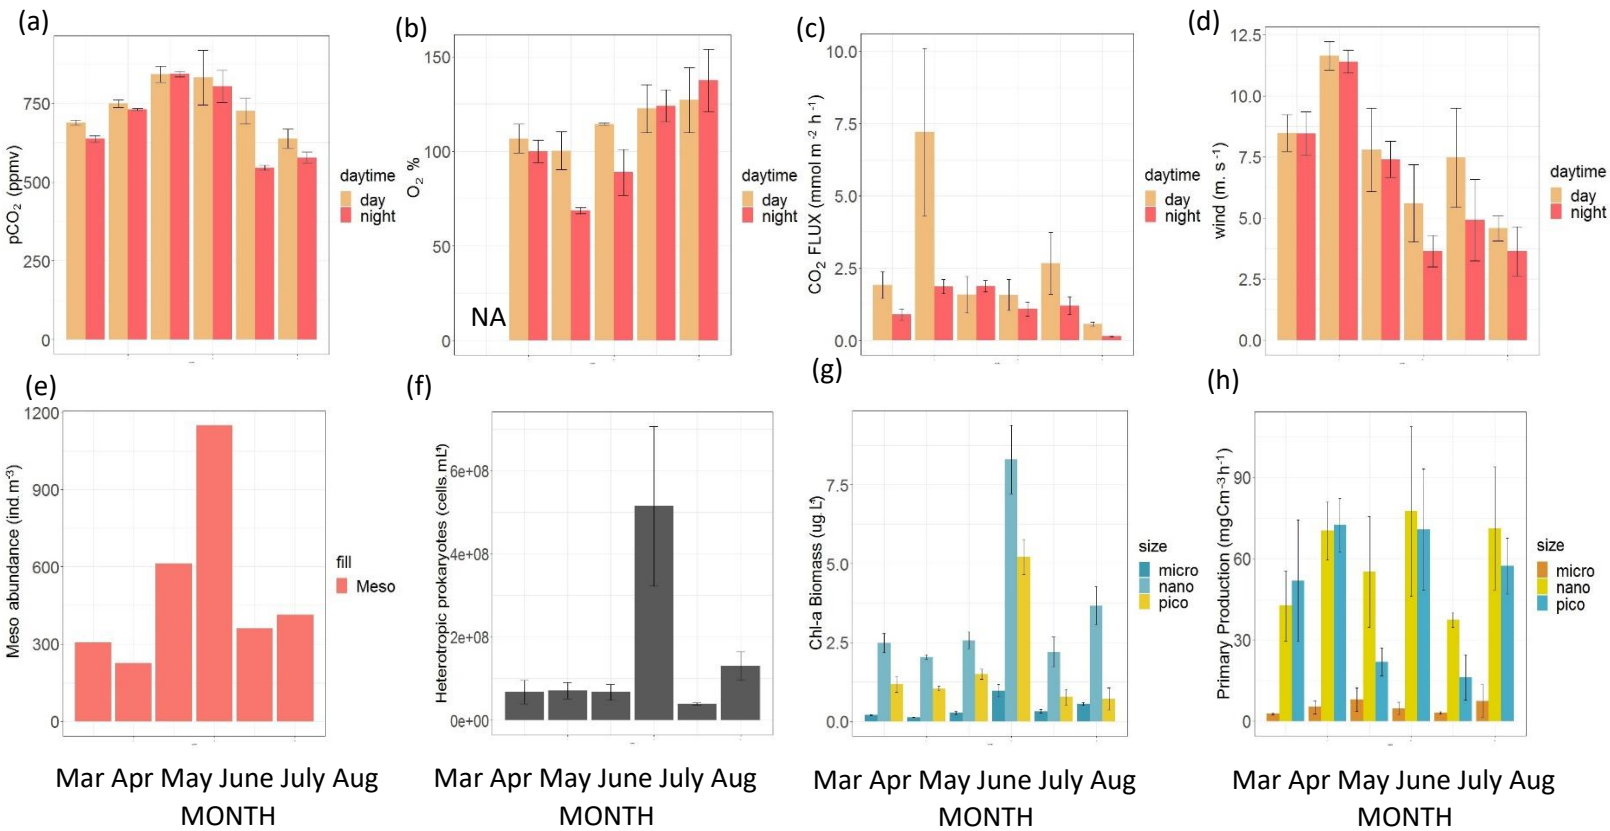 (a)
pCO2 (ppmv)
750
500
250
0
daytime
day
night
(b)
O2 %
150
100
50
0
NA
daytime
day
night
(c)
CO2 FLUX (mmol m-2 h-1)
10.0
7.5
5.0
2.5
0.0
daytime
day
night
(d)
wind (m. s-1)
12.5
10.0
7.5
5.0
2.5
0.0
daytime
day
night
(e)
Meso abundance (ind m-3)
1200
900
600
300
0
fill
Meso
(f)
Heterotropic prokaryotes (cells.mL1
6e+08
4e+08
2e+08
0e+00
(g)
Chl-a Biomass (ug.L1
7.5
5.0
2.5
0.0
size
micro
nano
pico
(h)
Primary Production (mgCm-3h-1)
90
60
30
0
size
micro
nano
pico
Mar Apr May June July Aug
MONTH
Mar Apr May June July Aug
MONTH
Mar Apr May June July Aug
MONTH
Mar Apr May June July Aug
MONTH